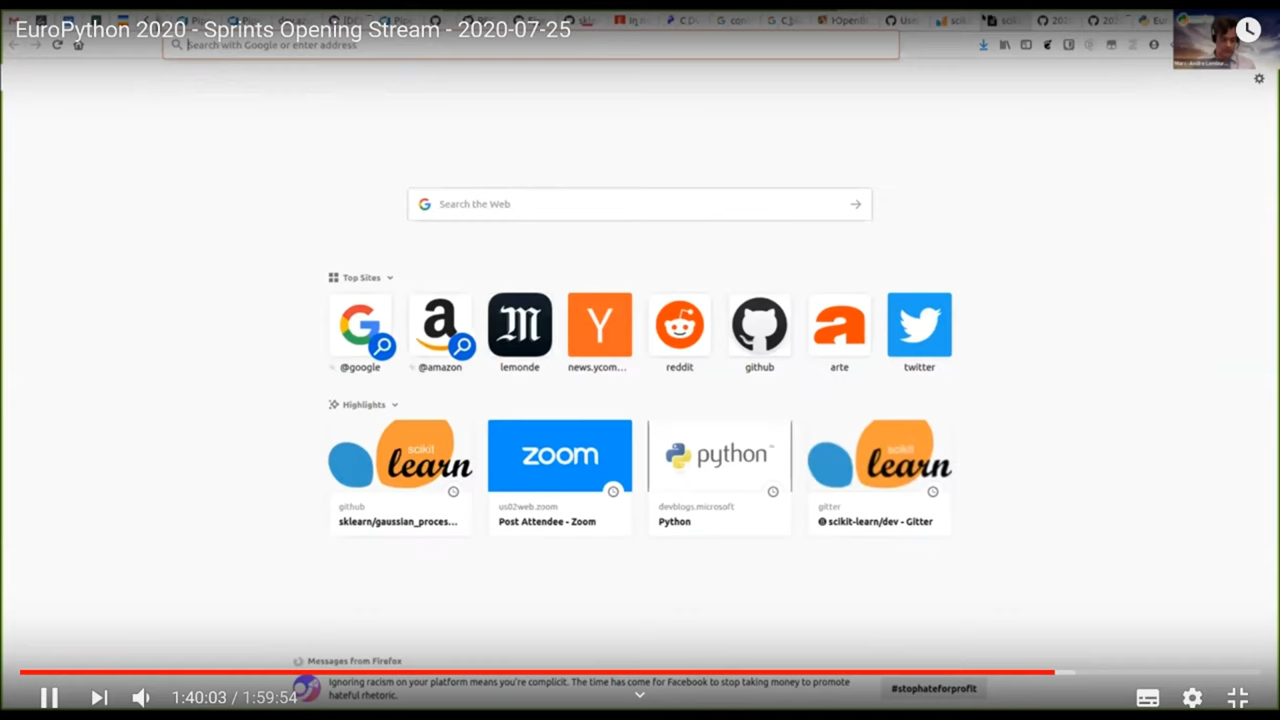 EuroPython 2020 - Sprints Opening Stream - 2020-07-25
Search with Google or enter address
Search the Web
Top Sites
@google
@amazon
lemonde
news.ycom...
reddit
github
arte
twitter
Highlights
scikit
learn
zoom
python
scikit
learn
github
us02web.zoom
devblogs.microsoft
gitter
sklearn/gaussian_proces...
Post Attendee - Zoom
Python
scikit-learn/dev - Gitter
Messages from Firefox
Ignoring racism on your platform means you're complicit. The time has come for Facebook to stop taking money to promote
hateful rhetoric.
#stophateforprofit
1:40:03 / 1:59:54